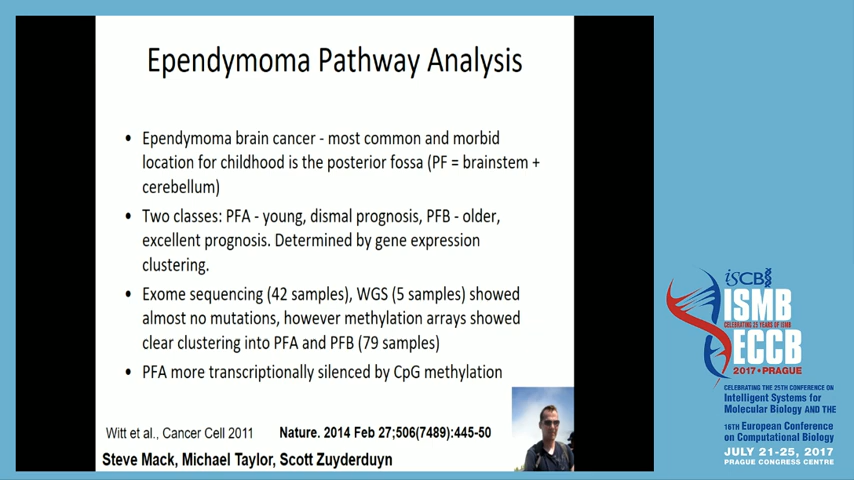 Ependymoma Pathway Analysis
• Ependymoma brain cancer - most common and morbid
location for childhood is the posterior fossa (PF = brainstem +
cerebellum)
• Two classes: PFA - young, dismal prognosis, PFB - older,
excellent prognosis. Determined by gene expression
clustering.
• Exome sequencing (42 samples), WGS (5 samples) showed
almost no mutations, however methylation arrays showed
clear clustering into PFA and PFB (79 samples)
• PFA more transcriptionally silenced by CpG methylation
Witt et al., Cancer Cell 2011 Nature. 2014 Feb 27;506(7489):445-50
Steve Mack, Michael Taylor, Scott Zuyderduyn
iSCB
ISMB
CELEBRATING 25 YEARS OF ISMB
ECCB
2017 • PRAGUE
CELEBRATING THE 25TH CONFERENCE ON
Intelligent Systems for
Molecular Biology AND THE
16TH European Conference
on Computational Biology
JULY 21-25, 2017
PRAGUE CONGRESS CENTRE